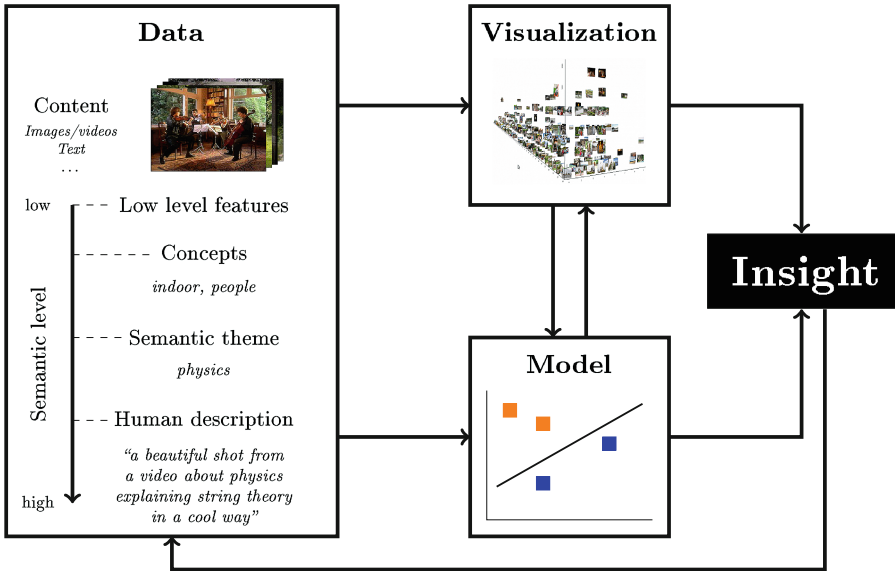 Data
Content
Images/videos
Text
...
low
Low level features
Concepts
indoor, people
Semantic level
Semantic theme
physics
Human description
"a beautiful shot from
a video about physics
explaining string theory
in a cool way"
high
Visualization
Model
Insight